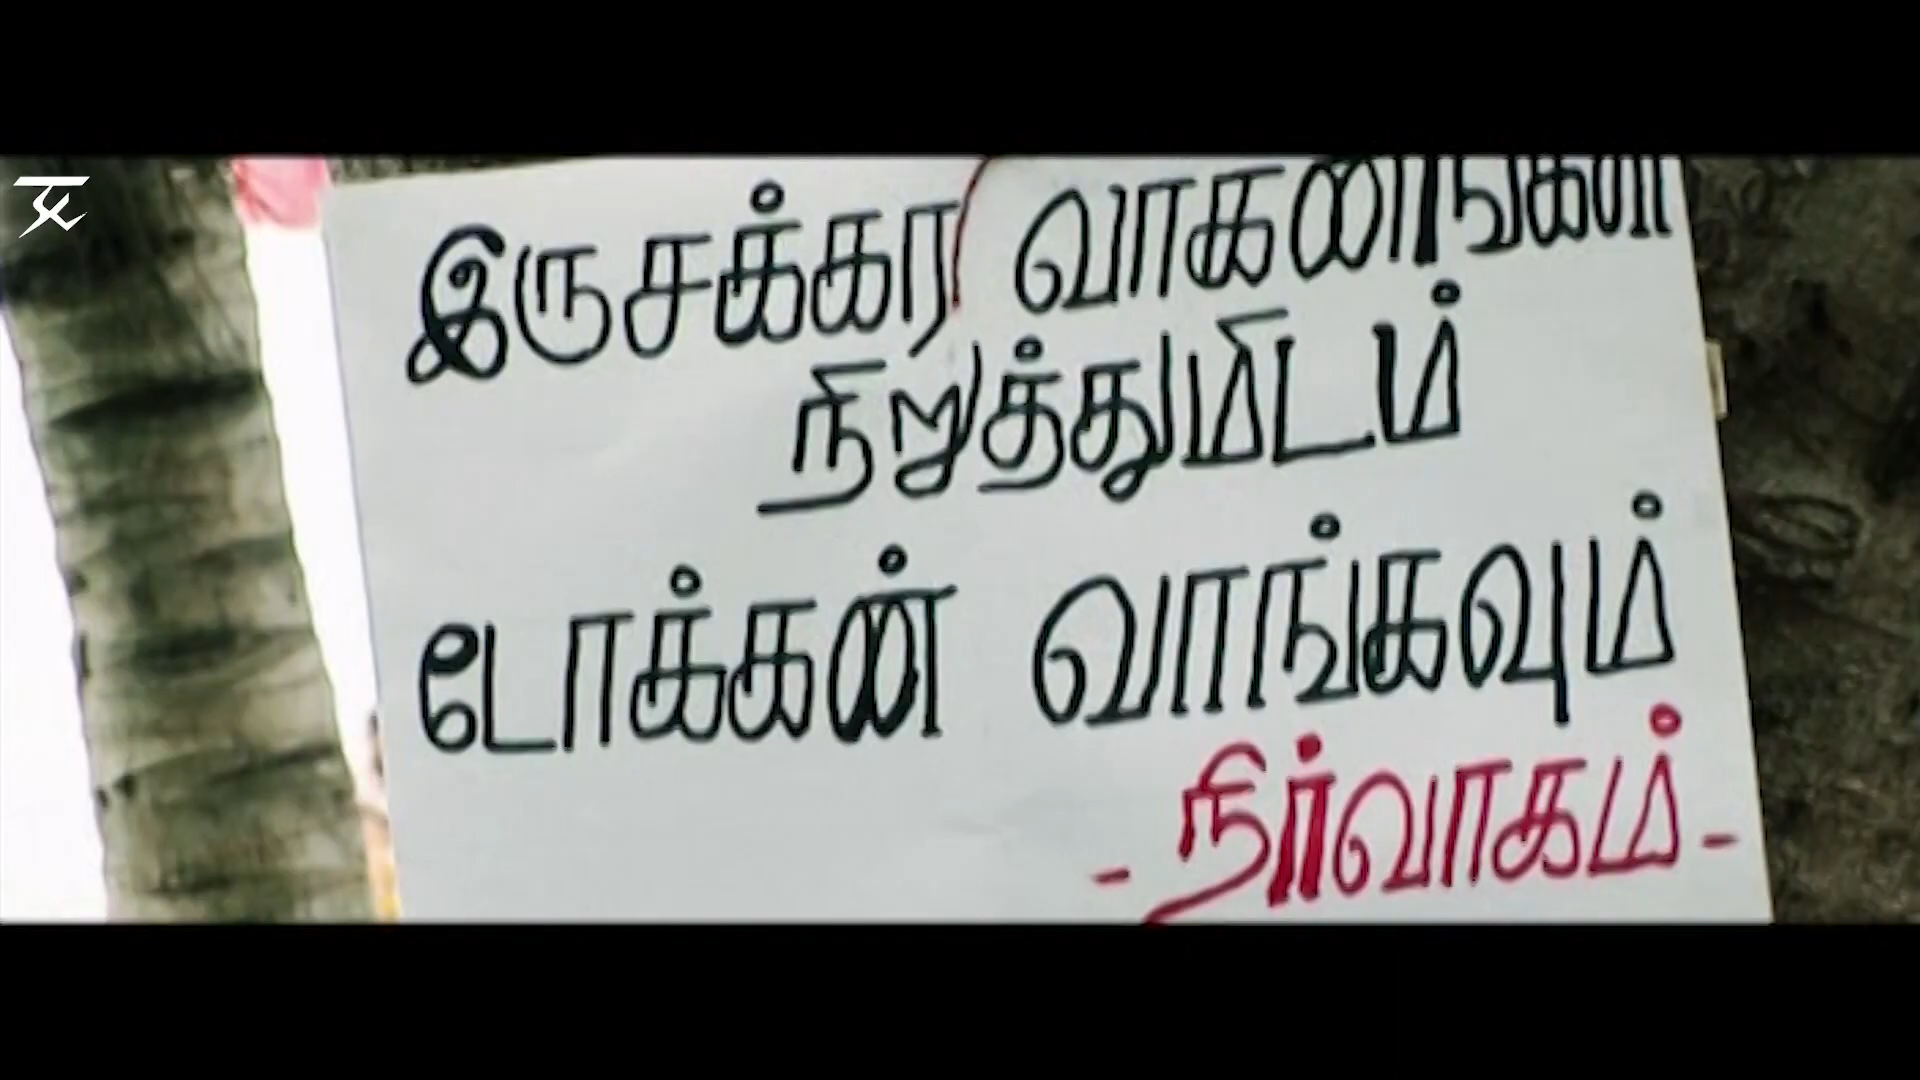 இருசக்கர வாகனங்கள்
நிறுத்துமிடம்
டோக்கன் வாங்கவும்
- நிர்வாகம் -